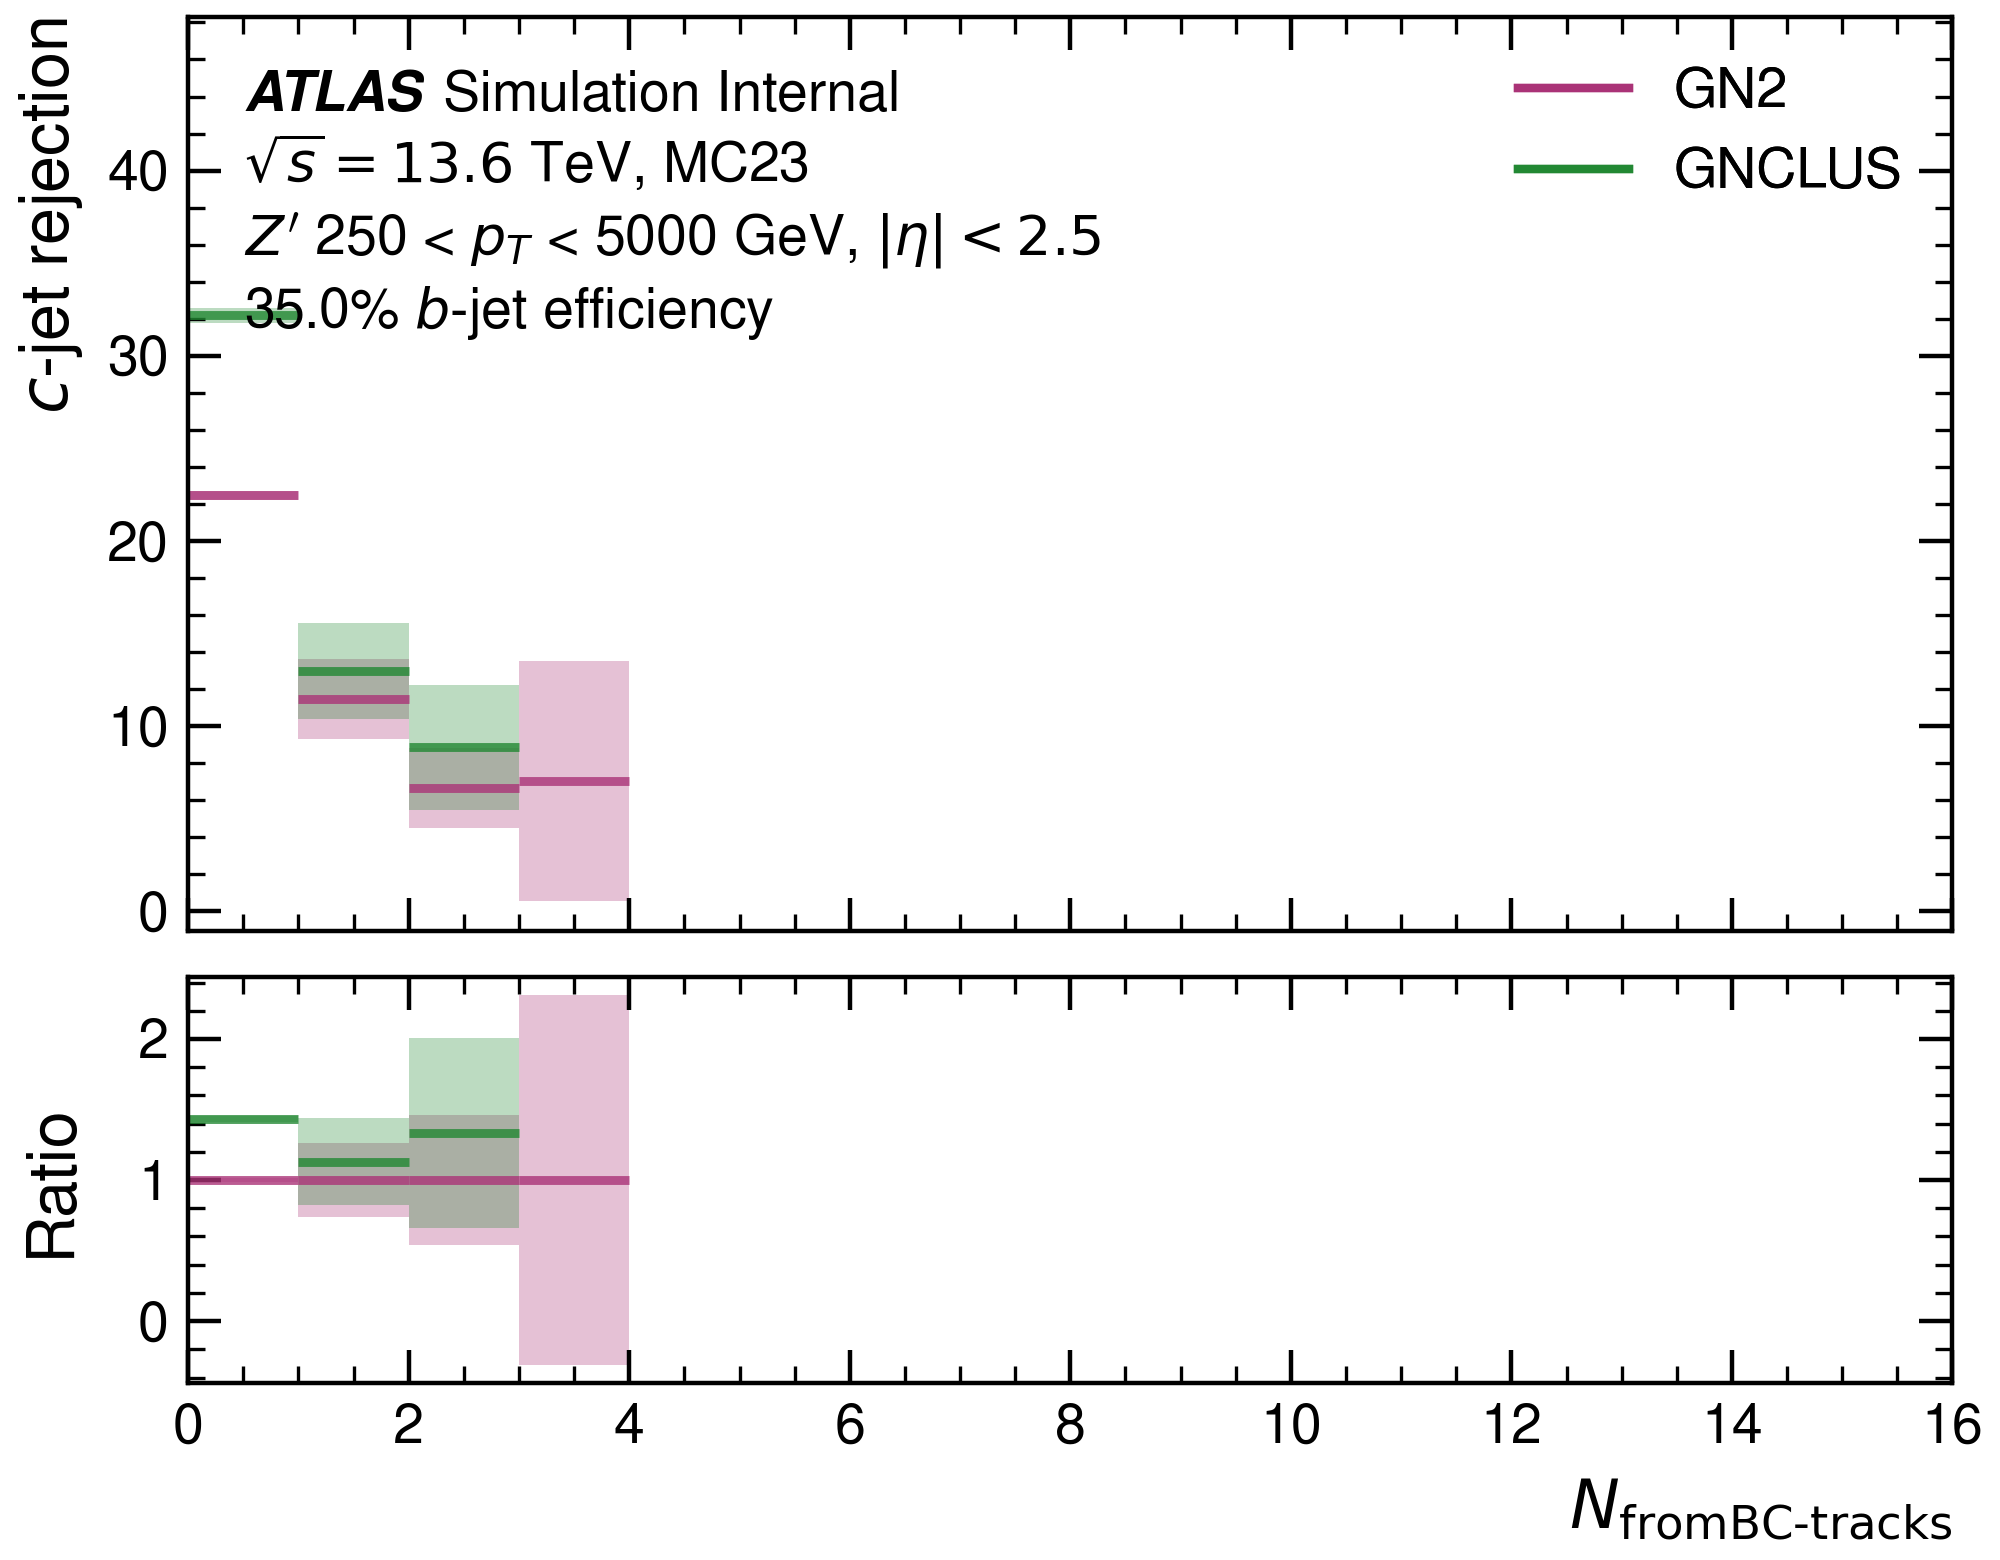 c-jet rejection
ATLAS Simulation Internal
√s = 13.6 TeV, MC23
Z′ 250 < pT < 5000 GeV, |η| < 2.5
35.0% b-jet efficiency
GN2
GNCLUS
40
30
20
10
0
Ratio
2
1
0
0 2 4 6 8 10 12 14 16
NfromBC-tracks